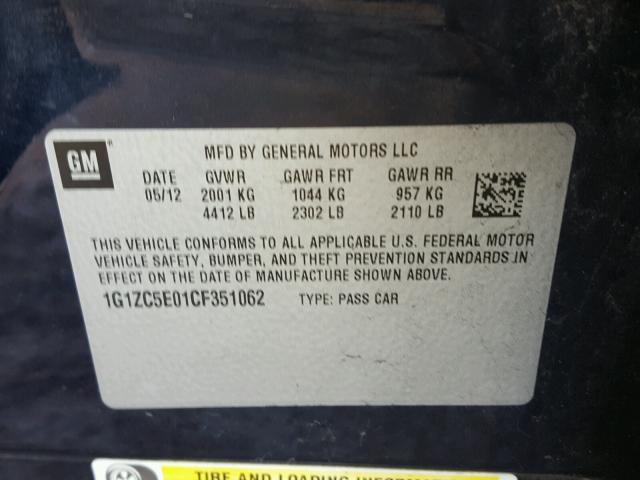 GM
MFD BY GENERAL MOTORS LLC
DATE GVWR GAWR FRT GAWR RR
05/12 2001 KG 1044 KG 957 KG
4412 LB 2302 LB 2110 LB
THIS VEHICLE CONFORMS TO ALL APPLICABLE U.S. FEDERAL MOTOR
VEHICLE SAFETY, BUMPER, AND THEFT PREVENTION STANDARDS IN
EFFECT ON THE DATE OF MANUFACTURE SHOWN ABOVE.
1G1ZC5E01CF351062 TYPE: PASS CAR
TIRE AND LOADING INFORMATION